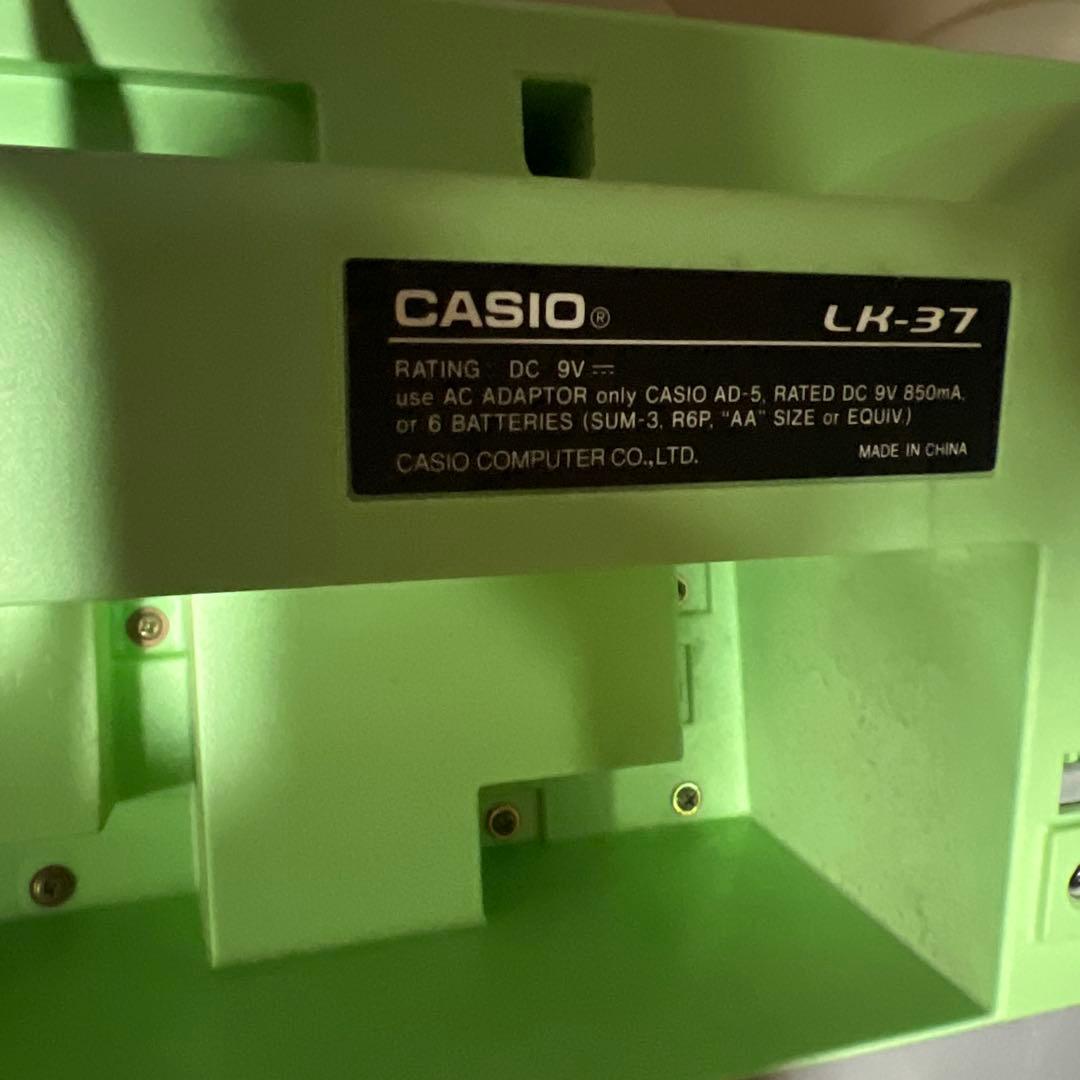 CASIO® LK-37
RATING DC 9V ⎓
use AC ADAPTOR only CASIO AD-5, RATED DC 9V 850mA,
or 6 BATTERIES (SUM-3, R6P, "AA" SIZE or EQUIV.)
CASIO COMPUTER CO.,LTD. MADE IN CHINA